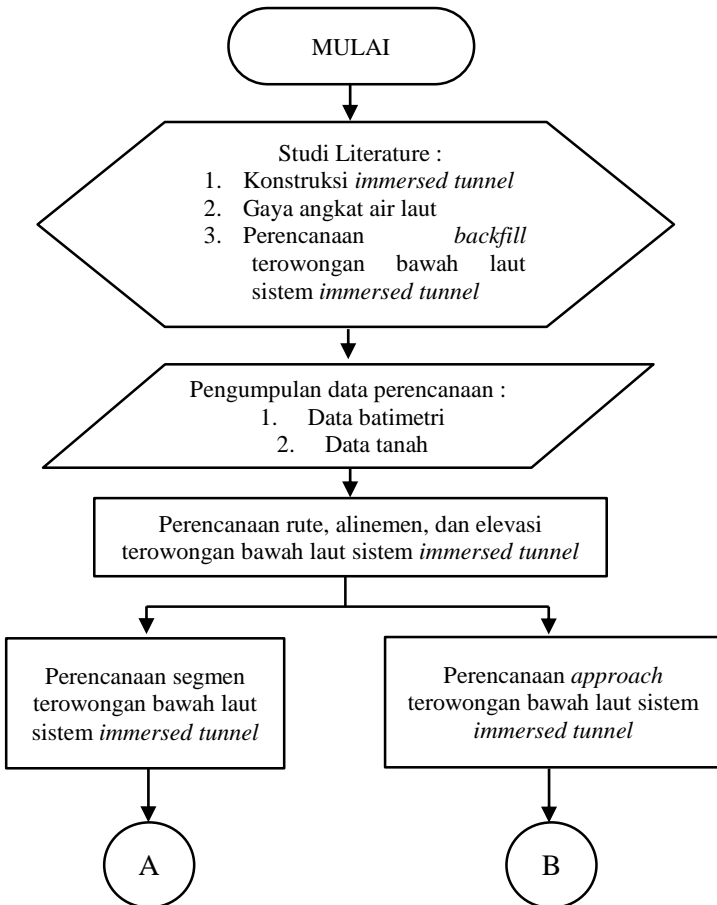 MULAI
Studi Literature :
1. Konstruksi immersed tunnel
2. Gaya angkat air laut
3. Perencanaan backfill
terowongan bawah laut
sistem immersed tunnel
Pengumpulan data perencanaan :
1. Data batimetri
2. Data tanah
Perencanaan rute, alinemen, dan elevasi
terowongan bawah laut sistem immersed tunnel
Perencanaan segmen
terowongan bawah laut
sistem immersed tunnel
Perencanaan approach
terowongan bawah laut sistem
immersed tunnel
A
B